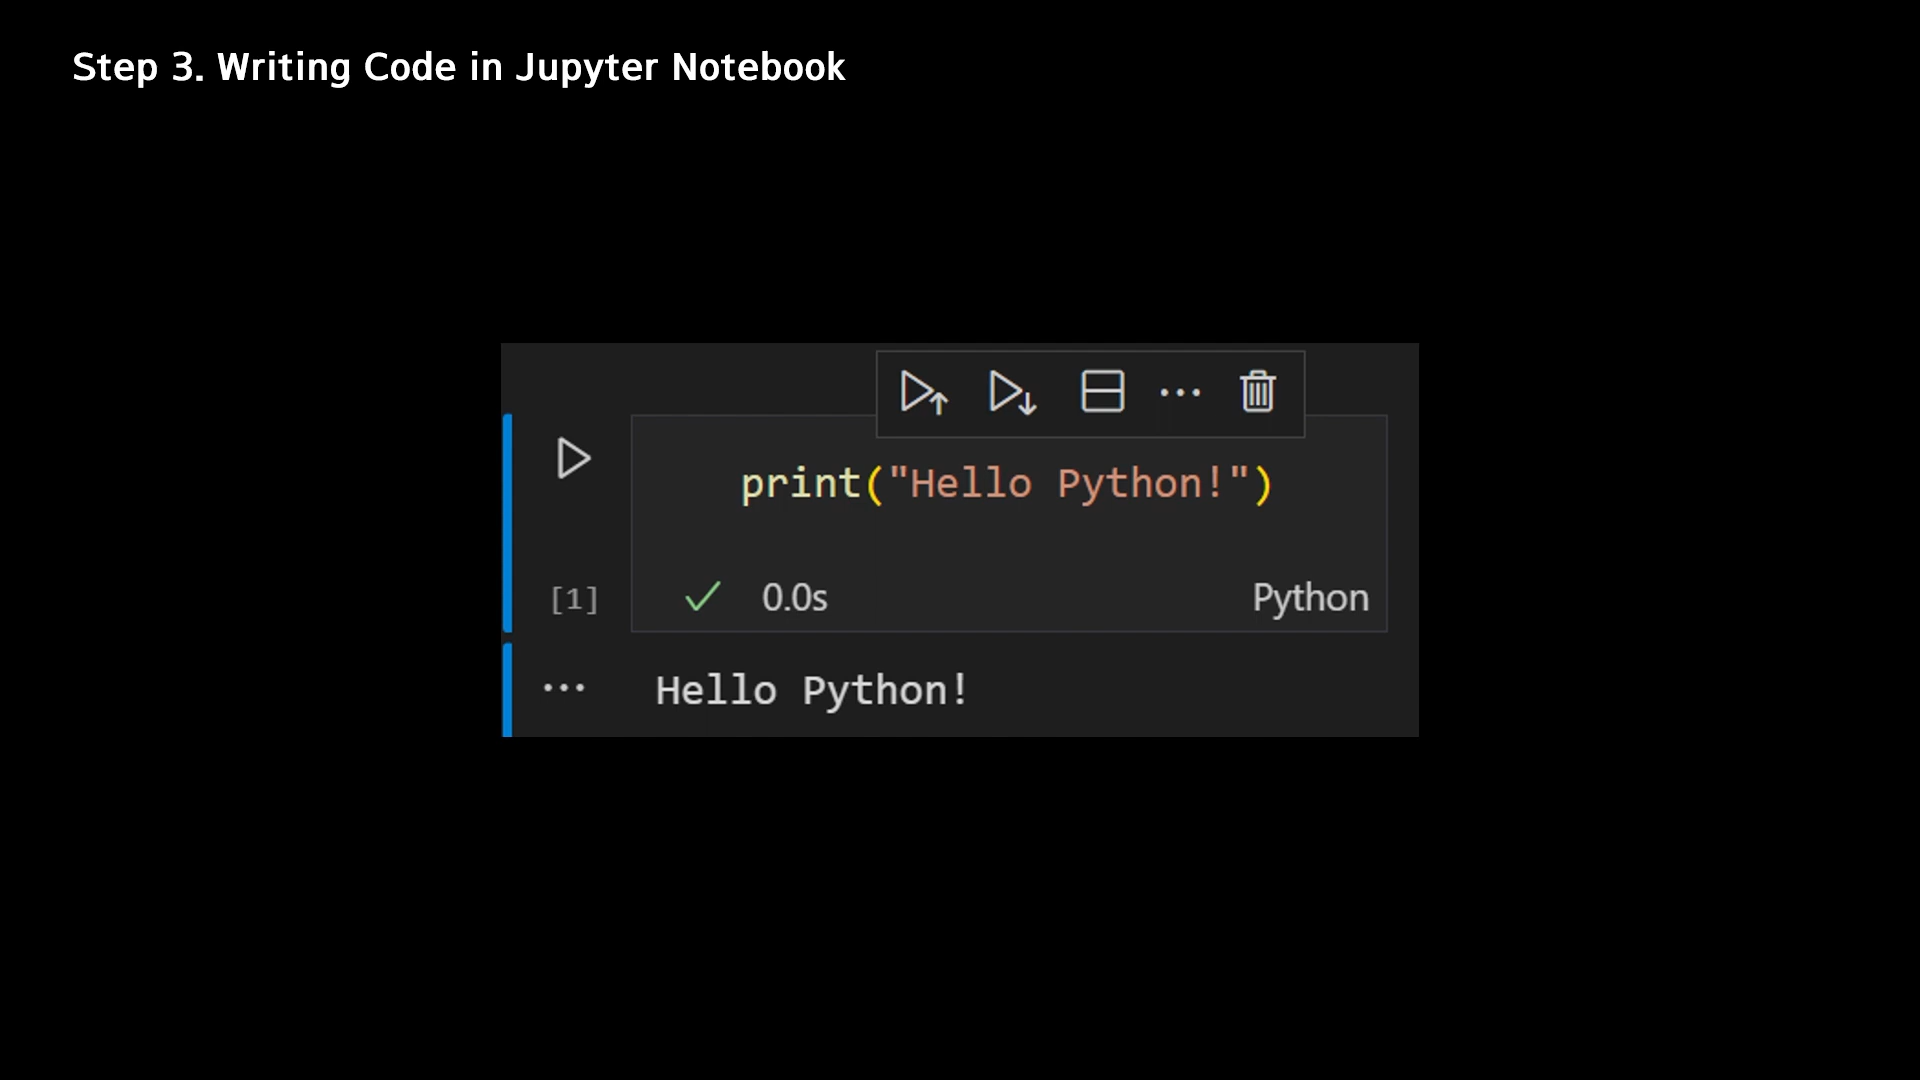 Step 3. Writing Code in Jupyter Notebook
print("Hello Python!")
[1] 0.0s Python
Hello Python!